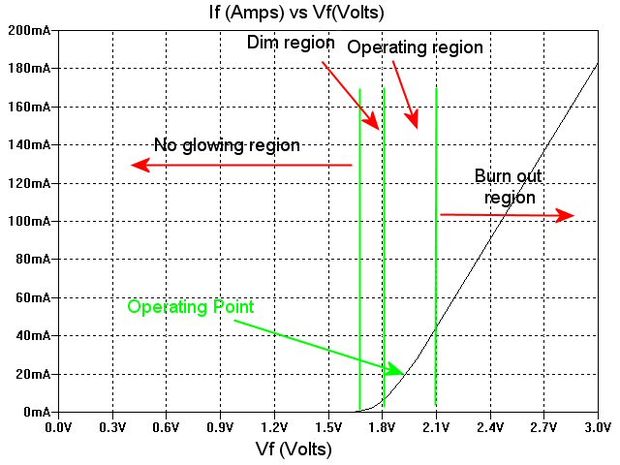 If (Amps) vs Vf(Volts)
200mA
Dim region
Operating region
180mA
160mA
140mA
No glowing region
120mA
Burn out
region
100mA
80mA
60mA
Operating Point
40mA
20mA
0mA
0.0V 0.3V 0.6V 0.9V 1.2V 1.5V 1.8V 2.1V 2.4V 2.7V 3.0V
Vf (Volts)